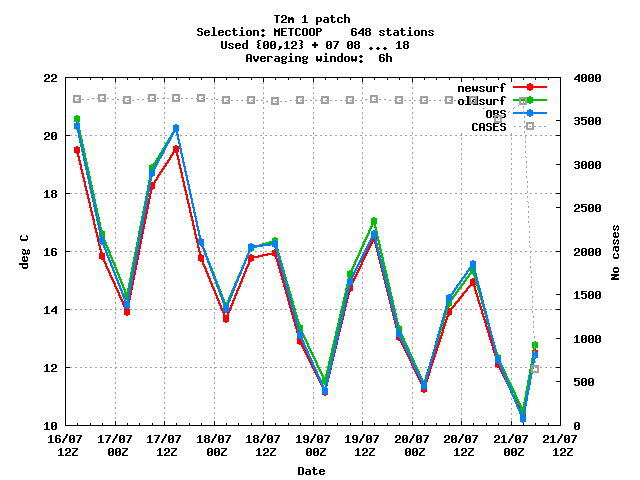 T2m 1 patch
Selection: METCOOP 648 stations
Used {00,12} + 07 08 ... 18
Averaging window: 6h
newsurf
oldsurf
OBS
CASES
deg C
22
20
18
16
14
12
10
4000
3500
3000
2500
2000
1500
1000
500
0
No cases
16/07 17/07 17/07 18/07 18/07 19/07 19/07 20/07 20/07 21/07 21/07
12Z 00Z 12Z 00Z 12Z 00Z 12Z 00Z 12Z 00Z 12Z
Date